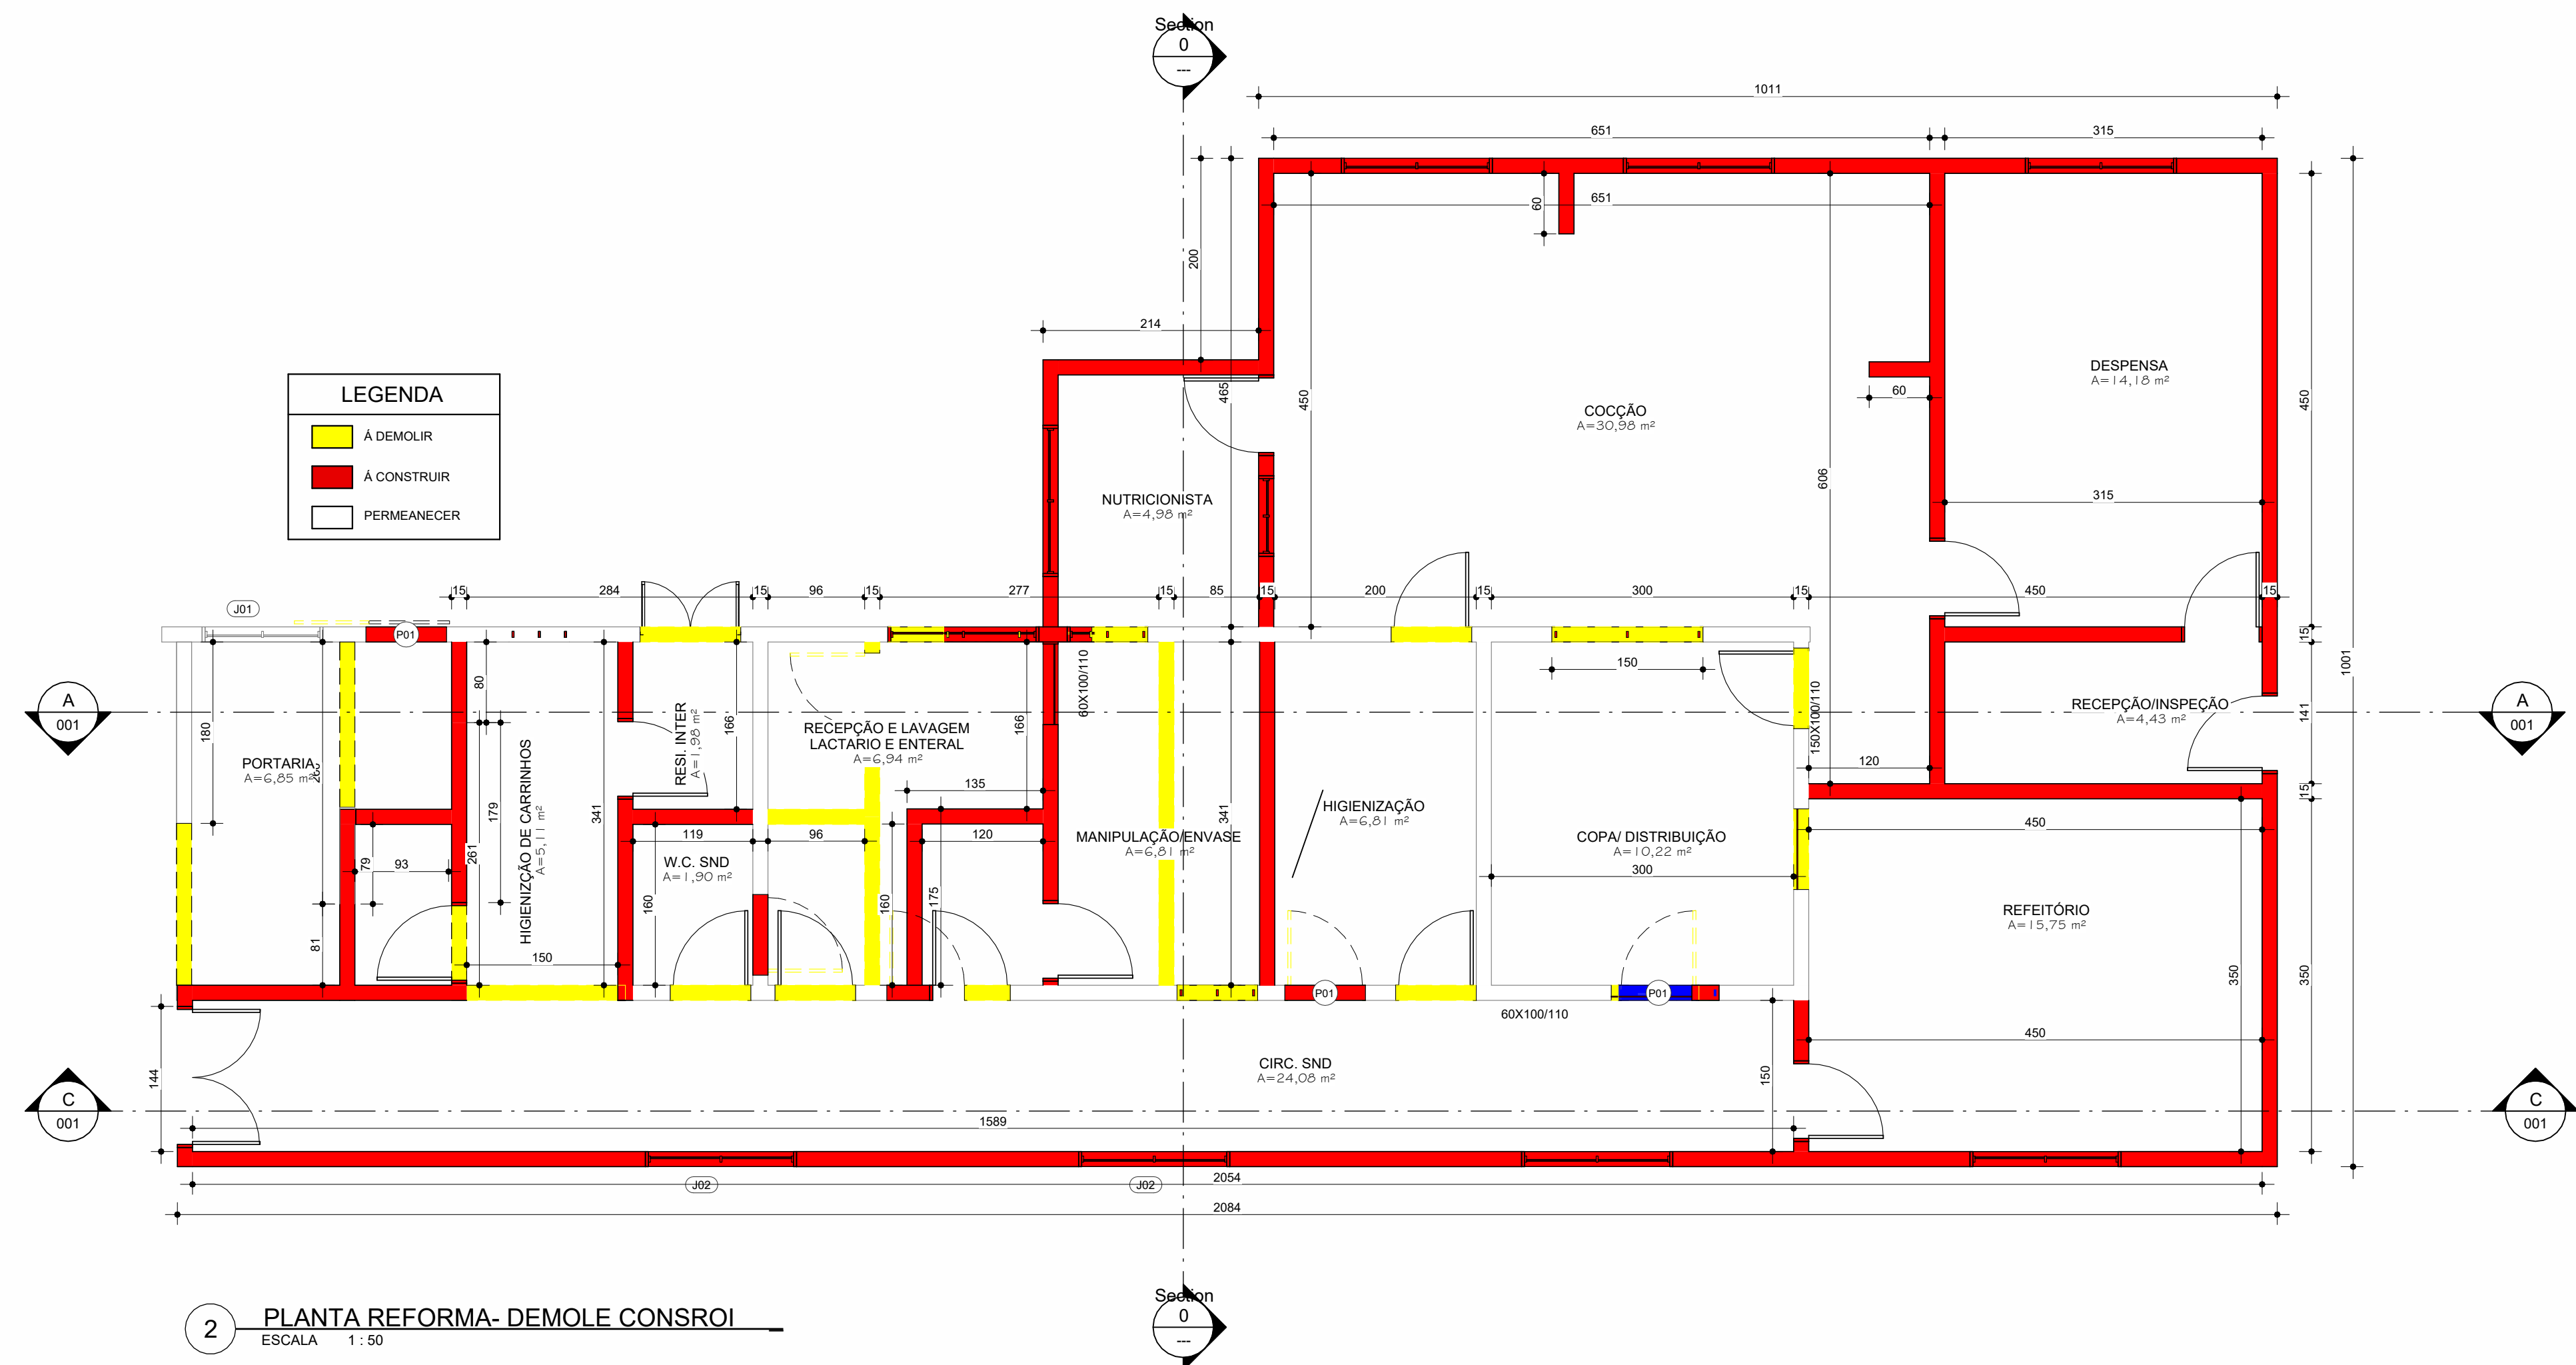 Section
0
---
1011
651
315
651
60
200
214
465
450
606
60
315
450
1001
LEGENDA
Á DEMOLIR
Á CONSTRUIR
PERMEANECER
DESPENSA
A=14,18 m²
COCÇÃO
A=30,98 m²
NUTRICIONISTA
A=4,98 m²
15
284
15
96
15
277
15
85
15
200
15
300
15
450
15
J01
P01
A
001
180
80
179
261
341
166
166
60X100/110
341
150
150X100/110
120
15
141
15
A
001
PORTARIA
A=6,85 m²
HIGIENIZÇÃO DE CARRINHOS
A=5,11 m²
RESI. INTER
A=1,98 m²
RECEPÇÃO E LAVAGEM
LACTARIO E ENTERAL
A=6,94 m²
RECEPÇÃO/INSPEÇÃO
A=4,43 m²
135
119
96
120
79
93
81
150
160
160
175
W.C. SND
A=1,90 m²
MANIPULAÇÃO/ENVASE
A=6,81 m²
HIGIENIZAÇÃO
A=6,81 m²
COPA/ DISTRIBUIÇÃO
A=10,22 m²
300
450
REFEITÓRIO
A=15,75 m²
350
350
450
P01
P01
60X100/110
CIRC. SND
A=24,08 m²
144
150
C
001
C
001
1589
J02
J02
2054
2084
Section
0
---
2
PLANTA REFORMA- DEMOLE CONSROI
ESCALA 1 : 50